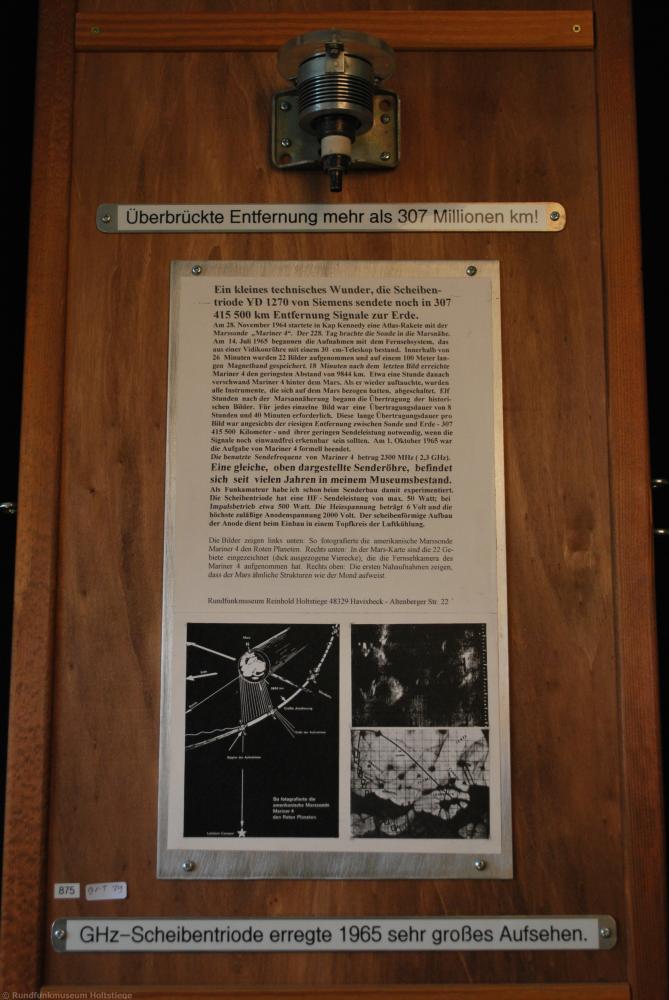 Überbrückte Entfernung mehr als 307 Millionen km!
Ein kleines technisches Wunder, die Scheiben-
triode YD 1270 von Siemens sendete noch in 307
415 500 km Entfernung Signale zur Erde.
Am 28. November 1964 startete in Kap Kennedy eine Atlas-Rakete mit der
Marssonde „Mariner 4“. Der 228. Tag brachte die Sonde in die Marsnähe.
Am 14. Juli 1965 begannen die Aufnahmen mit dem Fernsehsystem, das
aus einer Vidikonröhre mit einem 30 cm-Teleskop bestand. Innerhalb von
26 Minuten wurden 22 Bilder aufgenommen und auf einem 100 Meter lan-
gen Magnetband gespeichert. 18 Minuten nach dem letzten Bild erreichte
Mariner 4 den geringsten Abstand von 9844 km. Etwa eine Stunde danach
verschwand Mariner 4 hinter dem Mars. Als er wieder auftauchte, wurden
alle Instrumente, die sich auf dem Mars bezogen hatten, abgeschaltet. Elf
Stunden nach der Marsannäherung begann die Übertragung der histori-
schen Bilder. Für jedes einzelne Bild war eine Übertragungsdauer von 8
Stunden und 40 Minuten erforderlich. Diese lange Übertragungsdauer pro
Bild war angesichts der riesigen Entfernung zwischen Sonde und Erde - 307
415 500 Kilometer - und ihrer geringen Sendeleistung notwendig, wenn die
Signale noch einwandfrei erkennbar sein sollten. Am 1. Oktober 1965 war
die Aufgabe von Mariner 4 formell beendet.
Die benutzte Sendefrequenz von Mariner 4 betrug 2300 MHz ( 2,3 GHz).
Eine gleiche, oben dargestellte Senderöhre, befindet
sich seit vielen Jahren in meinem Museumsbestand.
Als Funkamateur habe ich schon beim Senderbau damit experimentiert.
Die Scheibentriode hat eine HF - Sendeleistung von max. 50 Watt; bei
Impulsbetrieb etwa 500 Watt. Die Heizspannung beträgt 6 Volt und die
höchste zuläßige Anodenspannung 2000 Volt. Der scheibenförmige Aufbau
der Anode dient beim Einbau in einem Topfkreis der Luftkühlung.
Die Bilder zeigen links unten: So fotografierte die amerikanische Marssonde
Mariner 4 den Roten Planeten. Rechts unten: In der Mars-Karte sind die 22 Ge-
biete eingezeichnet (dick ausgezogene Vierecke), die die Fernsehkamera des
Mariner 4 aufgenommen hat. Rechts oben: Die ersten Nahaufnahmen zeigen,
dass der Mars ähnliche Strukturen wie der Mond aufweist.
Rundfunkmuseum Reinhold Holtstiege 48329 Havixbeck - Altenberger Str. 22
Mars
Große Annäherung
Ende der Aufnahmen
Beginn der Aufnahmen
So fotografierte die
amerikanische Marssonde
Mariner 4
den Roten Planeten.
Leitstern Canopus
875
GHz-Scheibentriode erregte 1965 sehr großes Aufsehen.
© Rundfunkmuseum Holtstiege